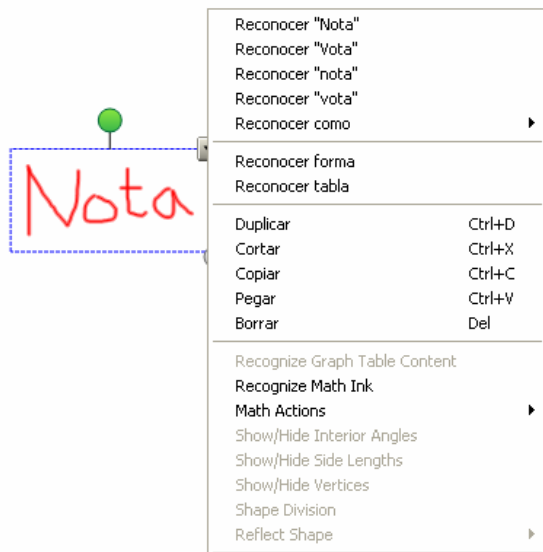 Nota
Reconocer "Nota"
Reconocer "Vota"
Reconocer "nota"
Reconocer "vota"
Reconocer como
Reconocer forma
Reconocer tabla
Duplicar Ctrl+D
Cortar Ctrl+X
Copiar Ctrl+C
Pegar Ctrl+V
Borrar Del
Recognize Graph Table Content
Recognize Math Ink
Math Actions
Show/Hide Interior Angles
Show/Hide Side Lengths
Show/Hide Vertices
Shape Division
Reflect Shape